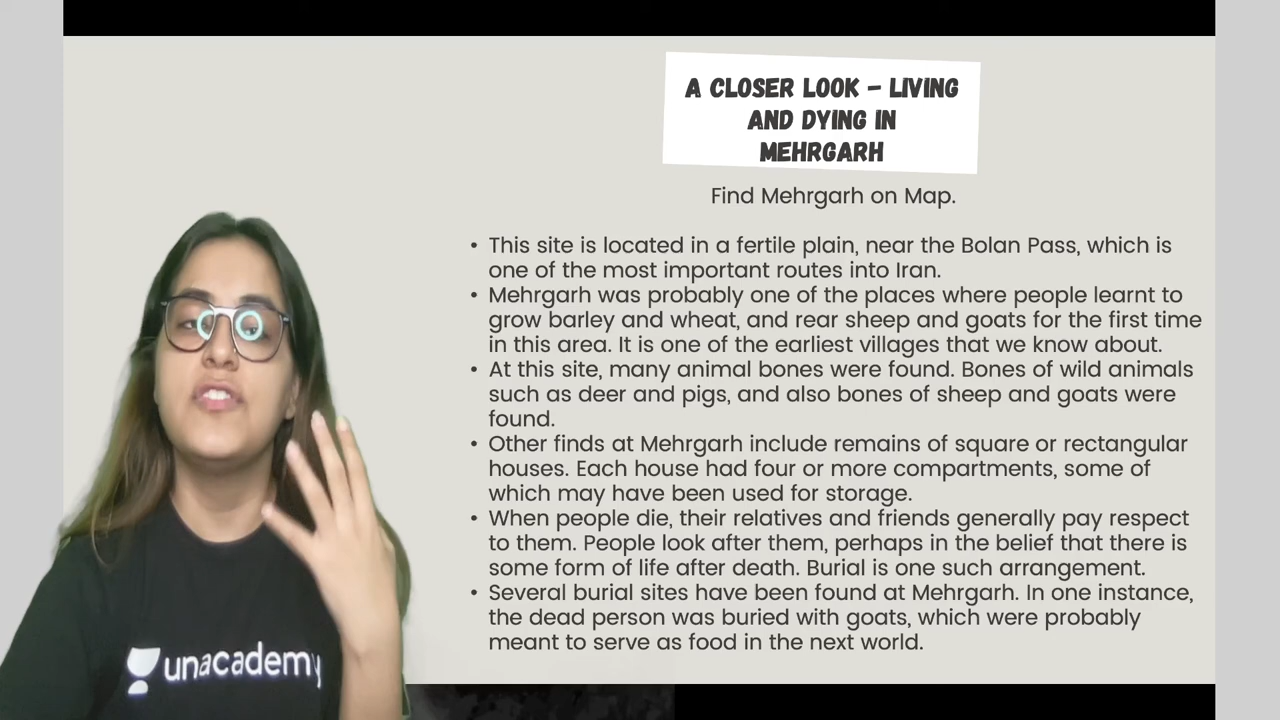 A CLOSER LOOK – LIVING
AND DYING IN
MEHRGARH
Find Mehrgarh on Map.
• This site is located in a fertile plain, near the Bolan Pass, which is
one of the most important routes into Iran.
• Mehrgarh was probably one of the places where people learnt to
grow barley and wheat, and rear sheep and goats for the first time
in this area. It is one of the earliest villages that we know about.
• At this site, many animal bones were found. Bones of wild animals
such as deer and pigs, and also bones of sheep and goats were
found.
• Other finds at Mehrgarh include remains of square or rectangular
houses. Each house had four or more compartments, some of
which may have been used for storage.
• When people die, their relatives and friends generally pay respect
to them. People look after them, perhaps in the belief that there is
some form of life after death. Burial is one such arrangement.
• Several burial sites have been found at Mehrgarh. In one instance,
the dead person was buried with goats, which were probably
meant to serve as food in the next world.
unacademy